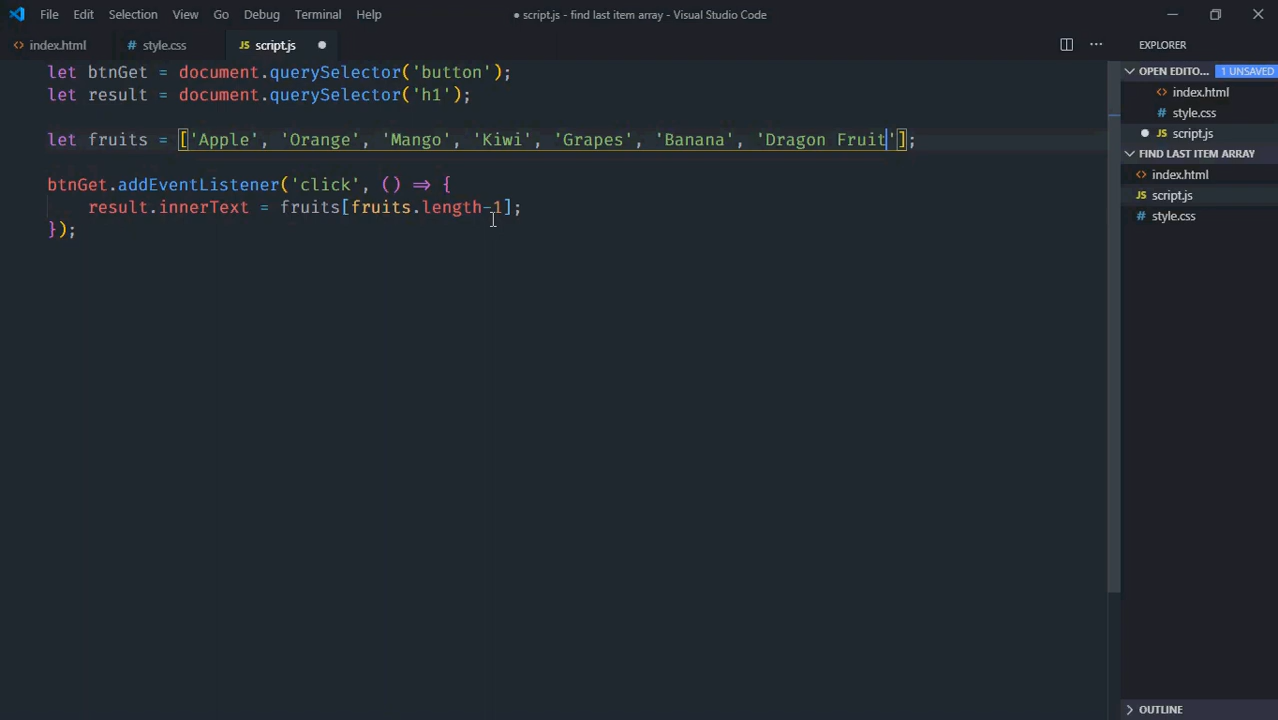 File Edit Selection View Go Debug Terminal Help ● script.js - find last item array - Visual Studio Code
index.html style.css JS script.js ● ··· EXPLORER
let btnGet = document.querySelector('button');
let result = document.querySelector('h1');
let fruits = ['Apple', 'Orange', 'Mango', 'Kiwi', 'Grapes', 'Banana', 'Dragon Fruit'];
btnGet.addEventListener('click', () => {
result.innerText = fruits[fruits.length-1];
});
OPEN EDITO... 1 UNSAVED
index.html
style.css
JS script.js
FIND LAST ITEM ARRAY
index.html
JS script.js
style.css
OUTLINE